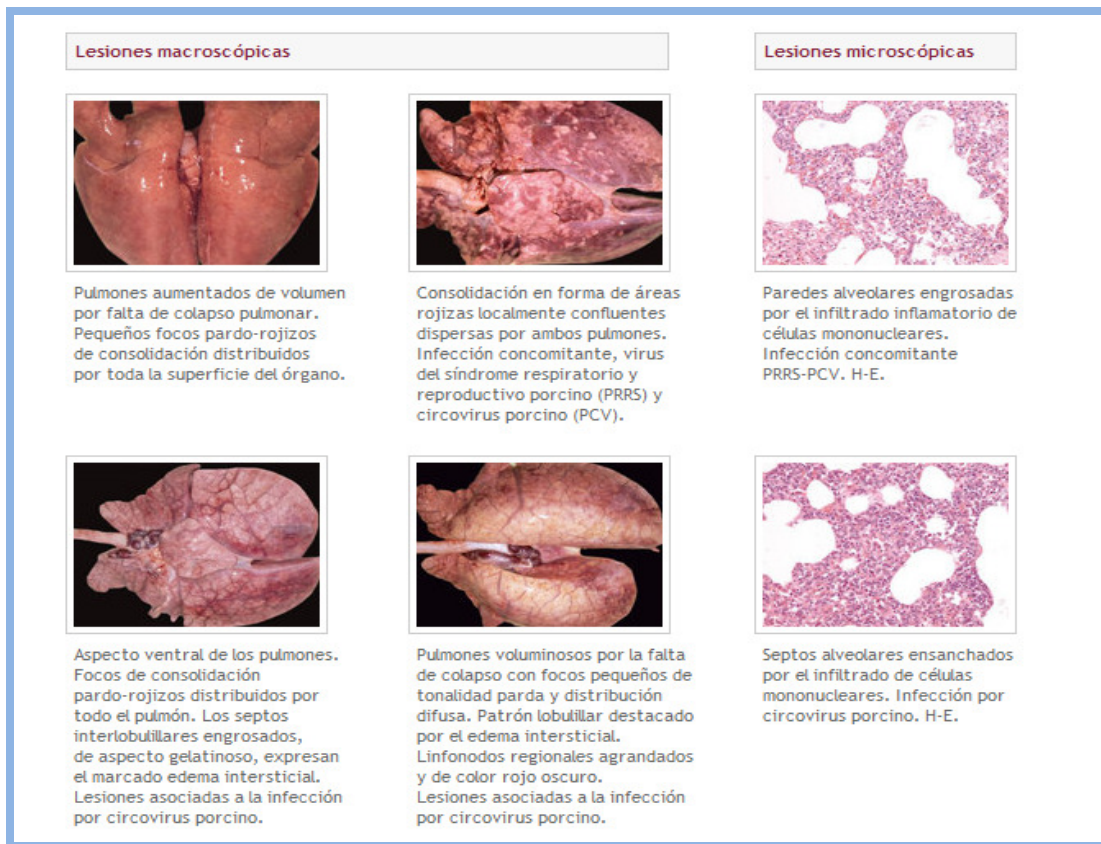 Lesiones macroscópicas
Lesiones microscópicas
Pulmones aumentados de volumen
por falta de colapso pulmonar.
Pequeños focos pardo-rojizos
de consolidación distribuidos
por toda la superficie del órgano.
Consolidación en forma de áreas
rojizas localmente confluentes
dispersas por ambos pulmones.
Infección concomitante, virus
del síndrome respiratorio y
reproductivo porcino (PRRS) y
circovirus porcino (PCV).
Paredes alveolares engrosadas
por el infiltrado inflamatorio de
células mononucleares.
Infección concomitante
PRRS-PCV. H-E.
Aspecto ventral de los pulmones.
Focos de consolidación
pardo-rojizos distribuidos por
todo el pulmón. Los septos
interlobulillares engrosados,
de aspecto gelatinoso, expresan
el marcado edema intersticial.
Lesiones asociadas a la infección
por circovirus porcino.
Pulmones voluminosos por la falta
de colapso con focos pequeños de
tonalidad parda y distribución
difusa. Patrón lobulillar destacado
por el edema intersticial.
Linfonodos regionales agrandados
y de color rojo oscuro.
Lesiones asociadas a la infección
por circovirus porcino.
Septos alveolares ensanchados
por el infiltrado de células
mononucleares. Infección por
circovirus porcino. H-E.